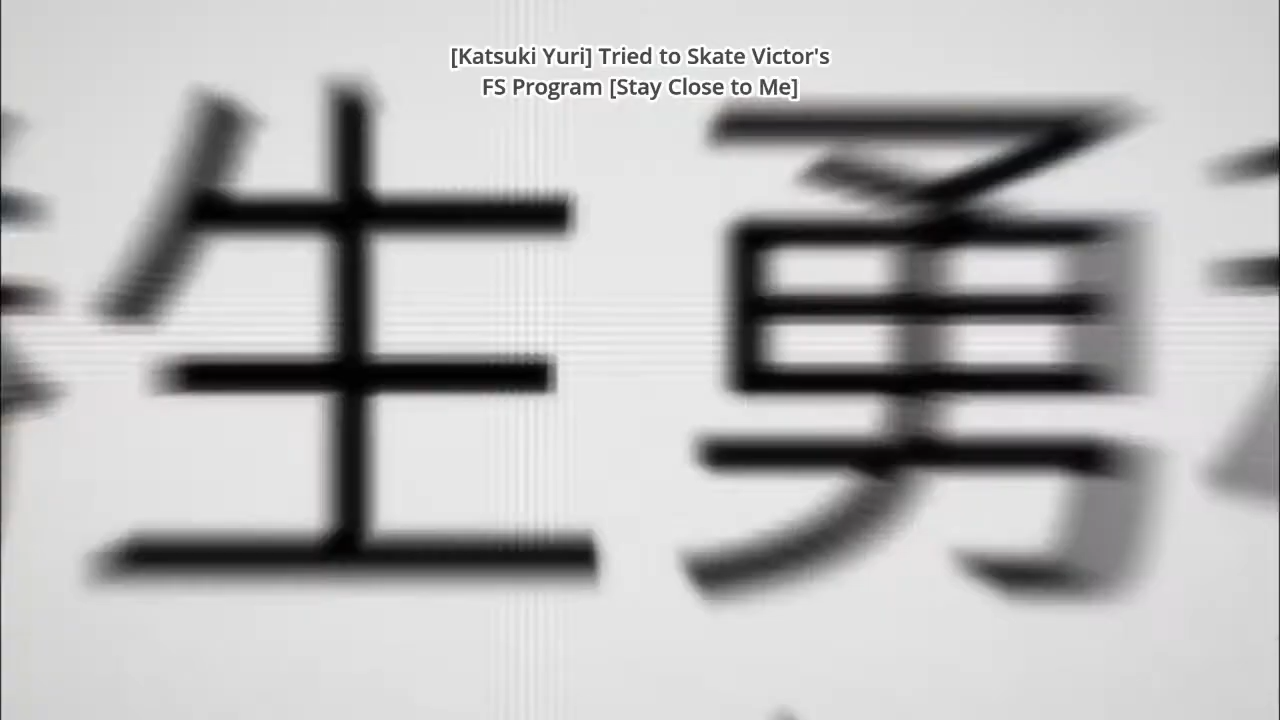 [Katsuki Yuri] Tried to Skate Victor's
FS Program [Stay Close to Me]
生勇